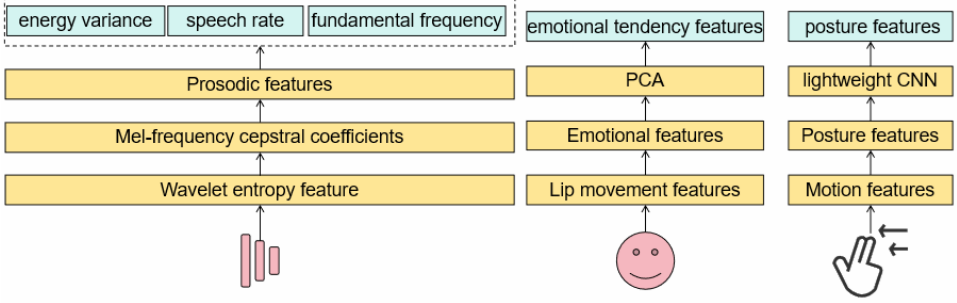 energy variance
speech rate
fundamental frequency
Prosodic features
Mel-frequency cepstral coefficients
Wavelet entropy feature
emotional tendency features
PCA
Emotional features
Lip movement features
posture features
lightweight CNN
Posture features
Motion features